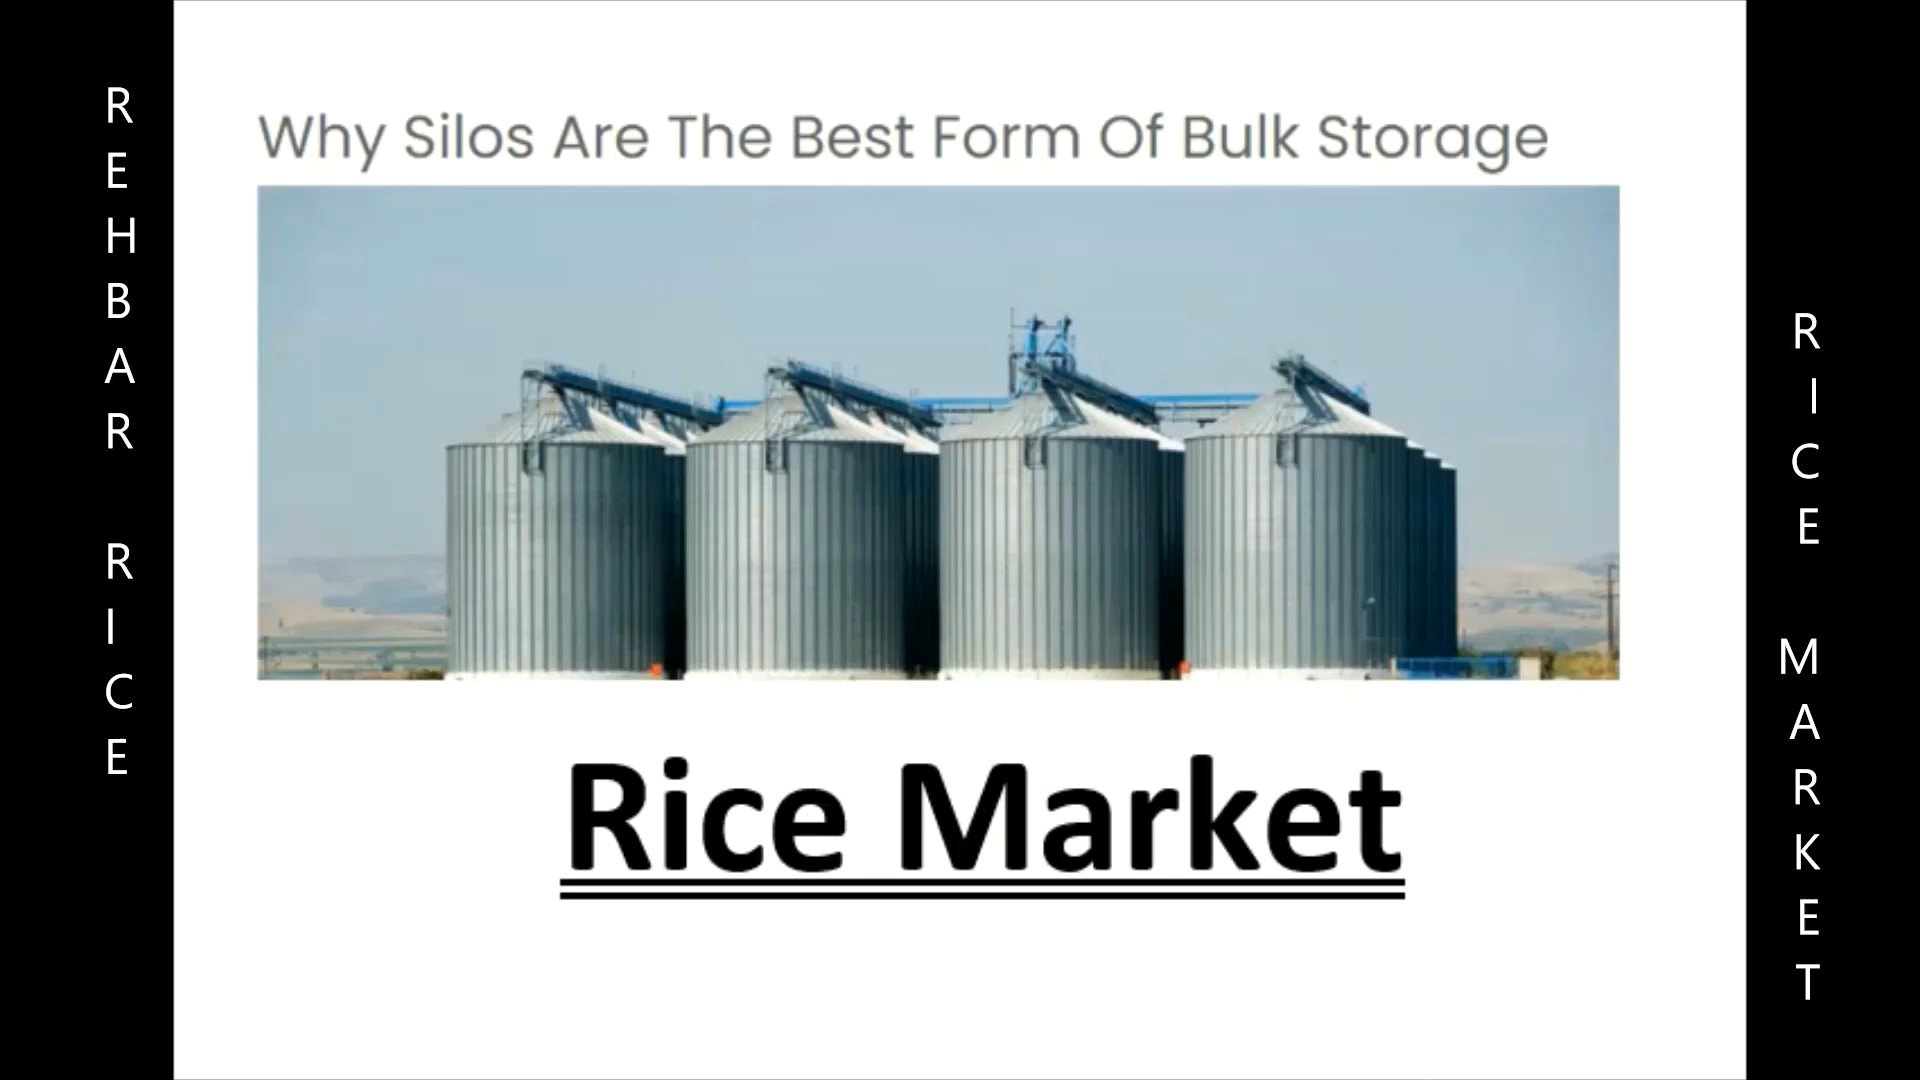 REHBAR RICE
Why Silos Are The Best Form Of Bulk Storage
Rice Market
RICE MARKET